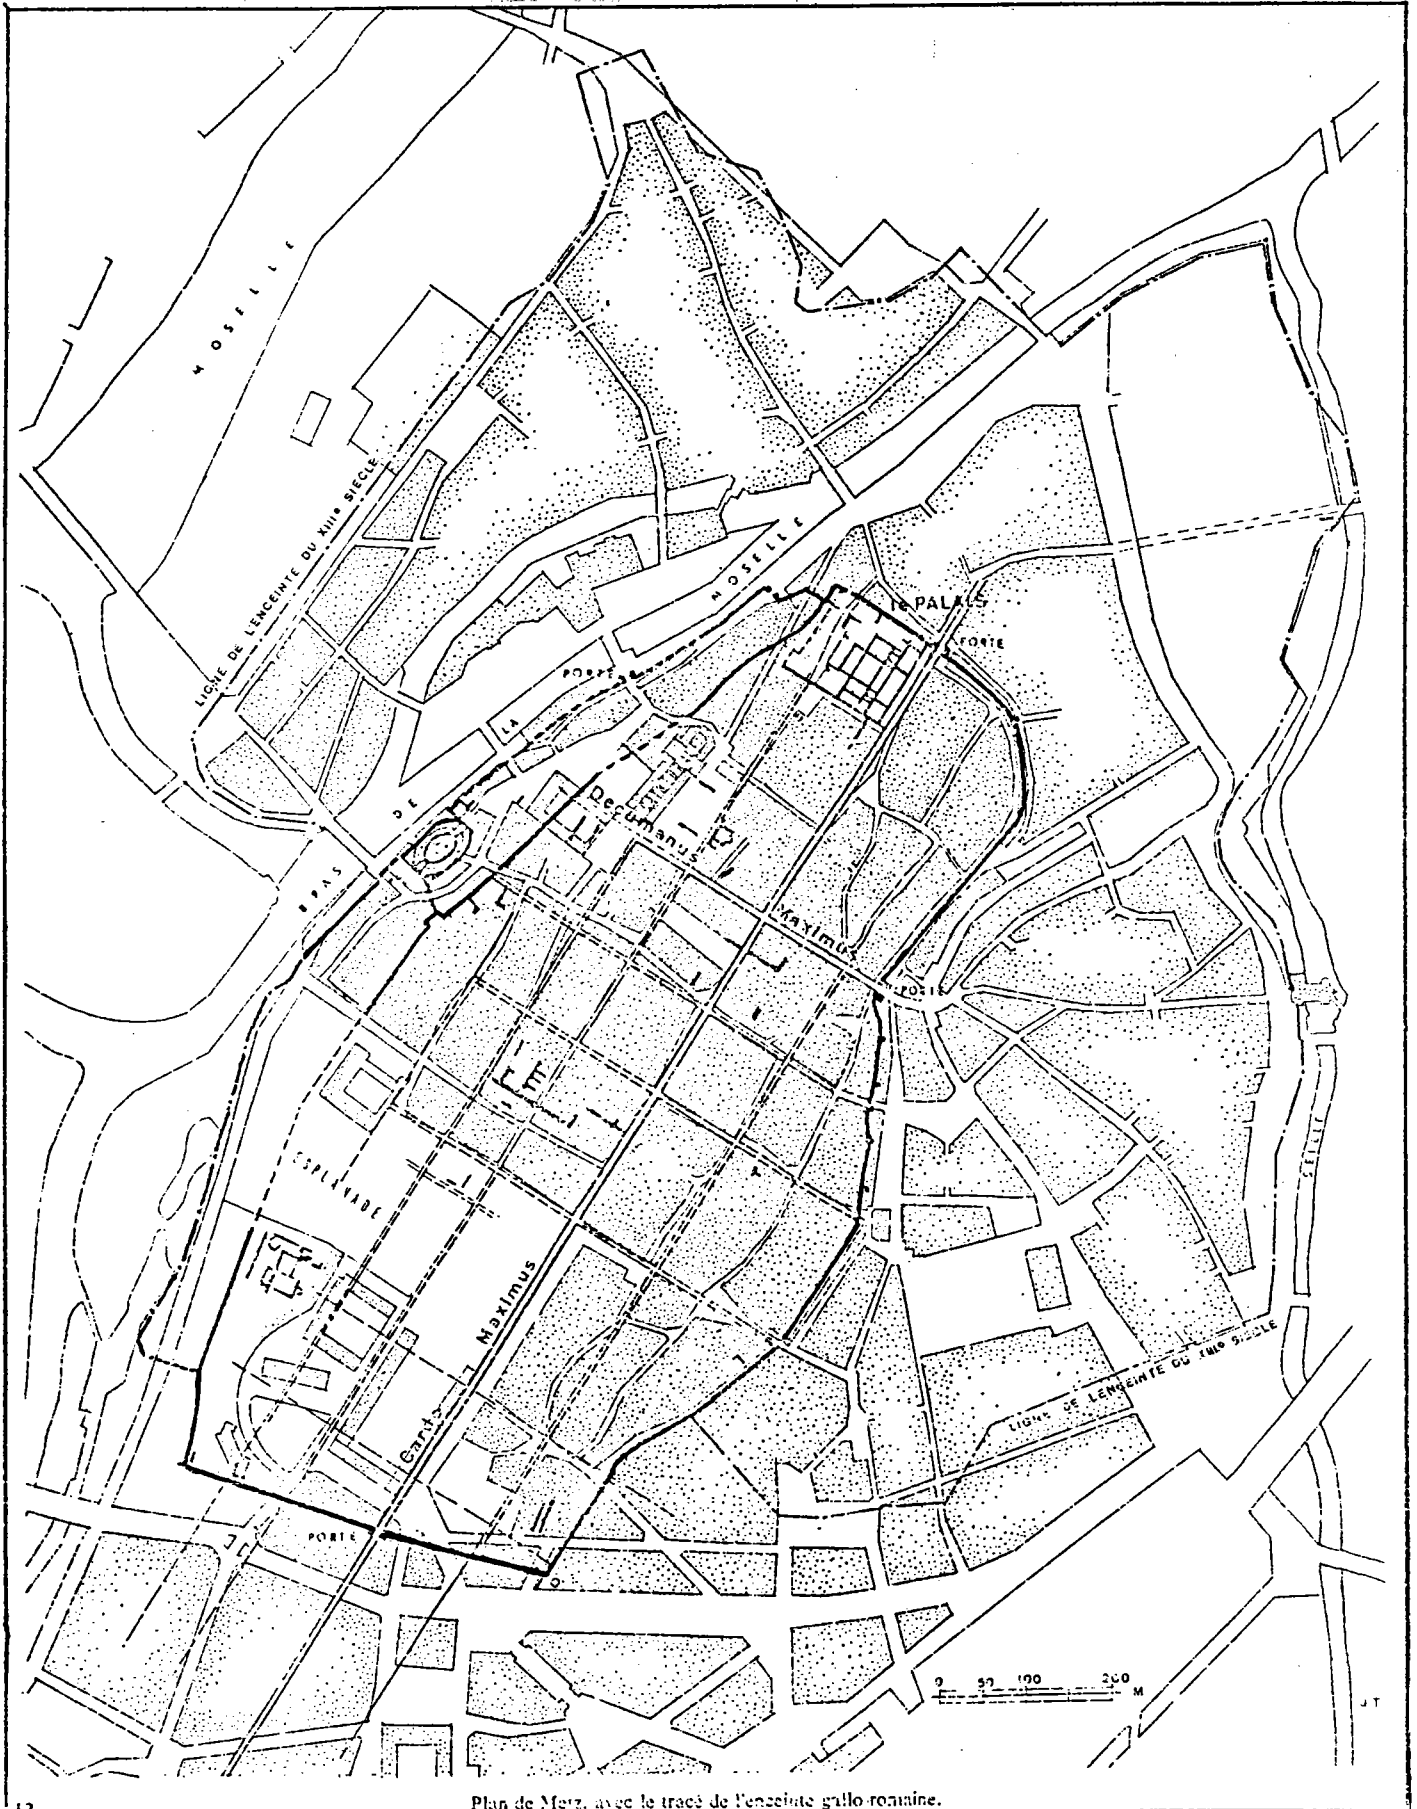 MOSELLE
LIGNE DE L'ENCEINTE DU XIIIe SIECLE
MOSELLE
le PALAIS
PORTE
PORTE
BRAS DE LA
Decumanus Maximus
PORTE
ESPLANADE
SEILLE
Cardo Maximus
LIGNE DE L'ENCEINTE DU XIIIe SIECLE
PORTE
0 50 100 200
M
J.T
12
Plan de Metz, avec le tracé de l'enceinte gallo-romaine.